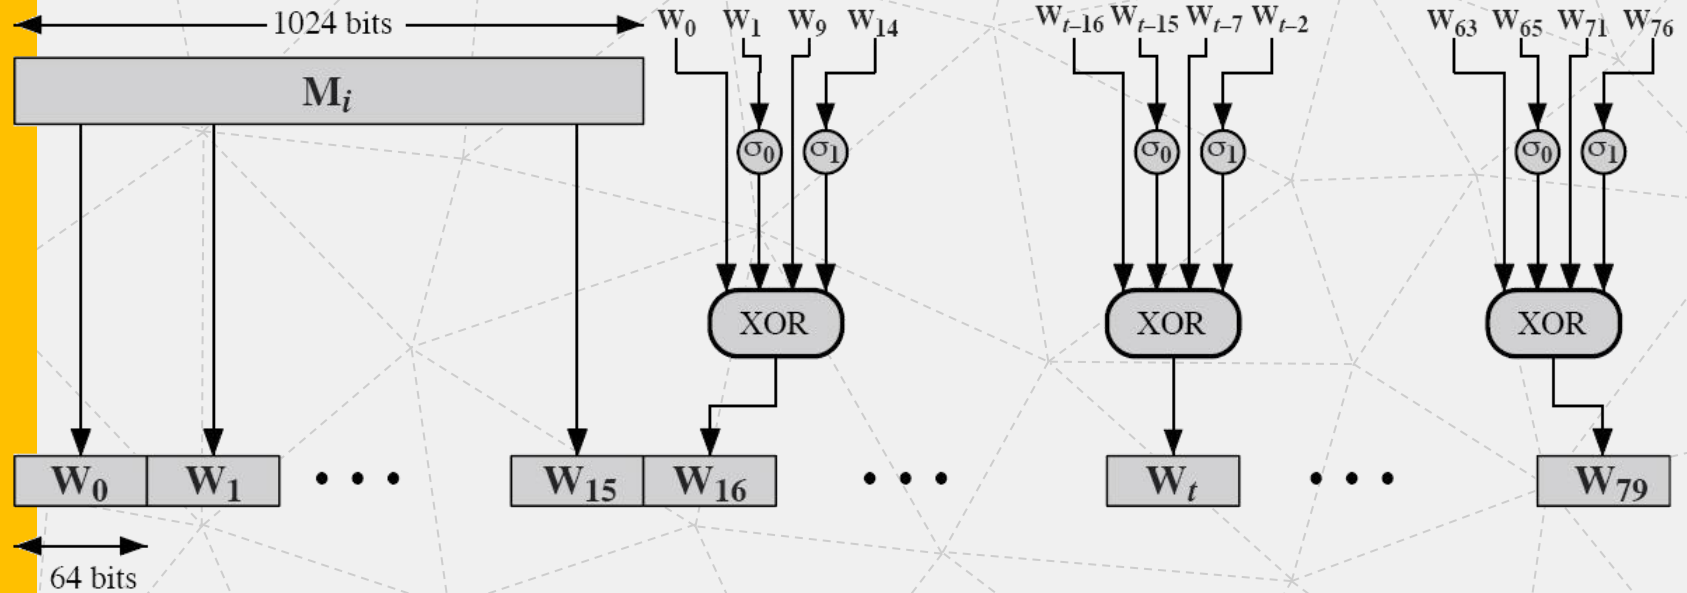 1024 bits
W0 W1 W9 W14
Wt–16 Wt–15 Wt–7 Wt–2
W63 W65 W71 W76
Mi
σ0 σ1
σ0 σ1
σ0 σ1
XOR
XOR
XOR
W0 W1 • • • W15 W16 • • • Wt • • • W79
64 bits